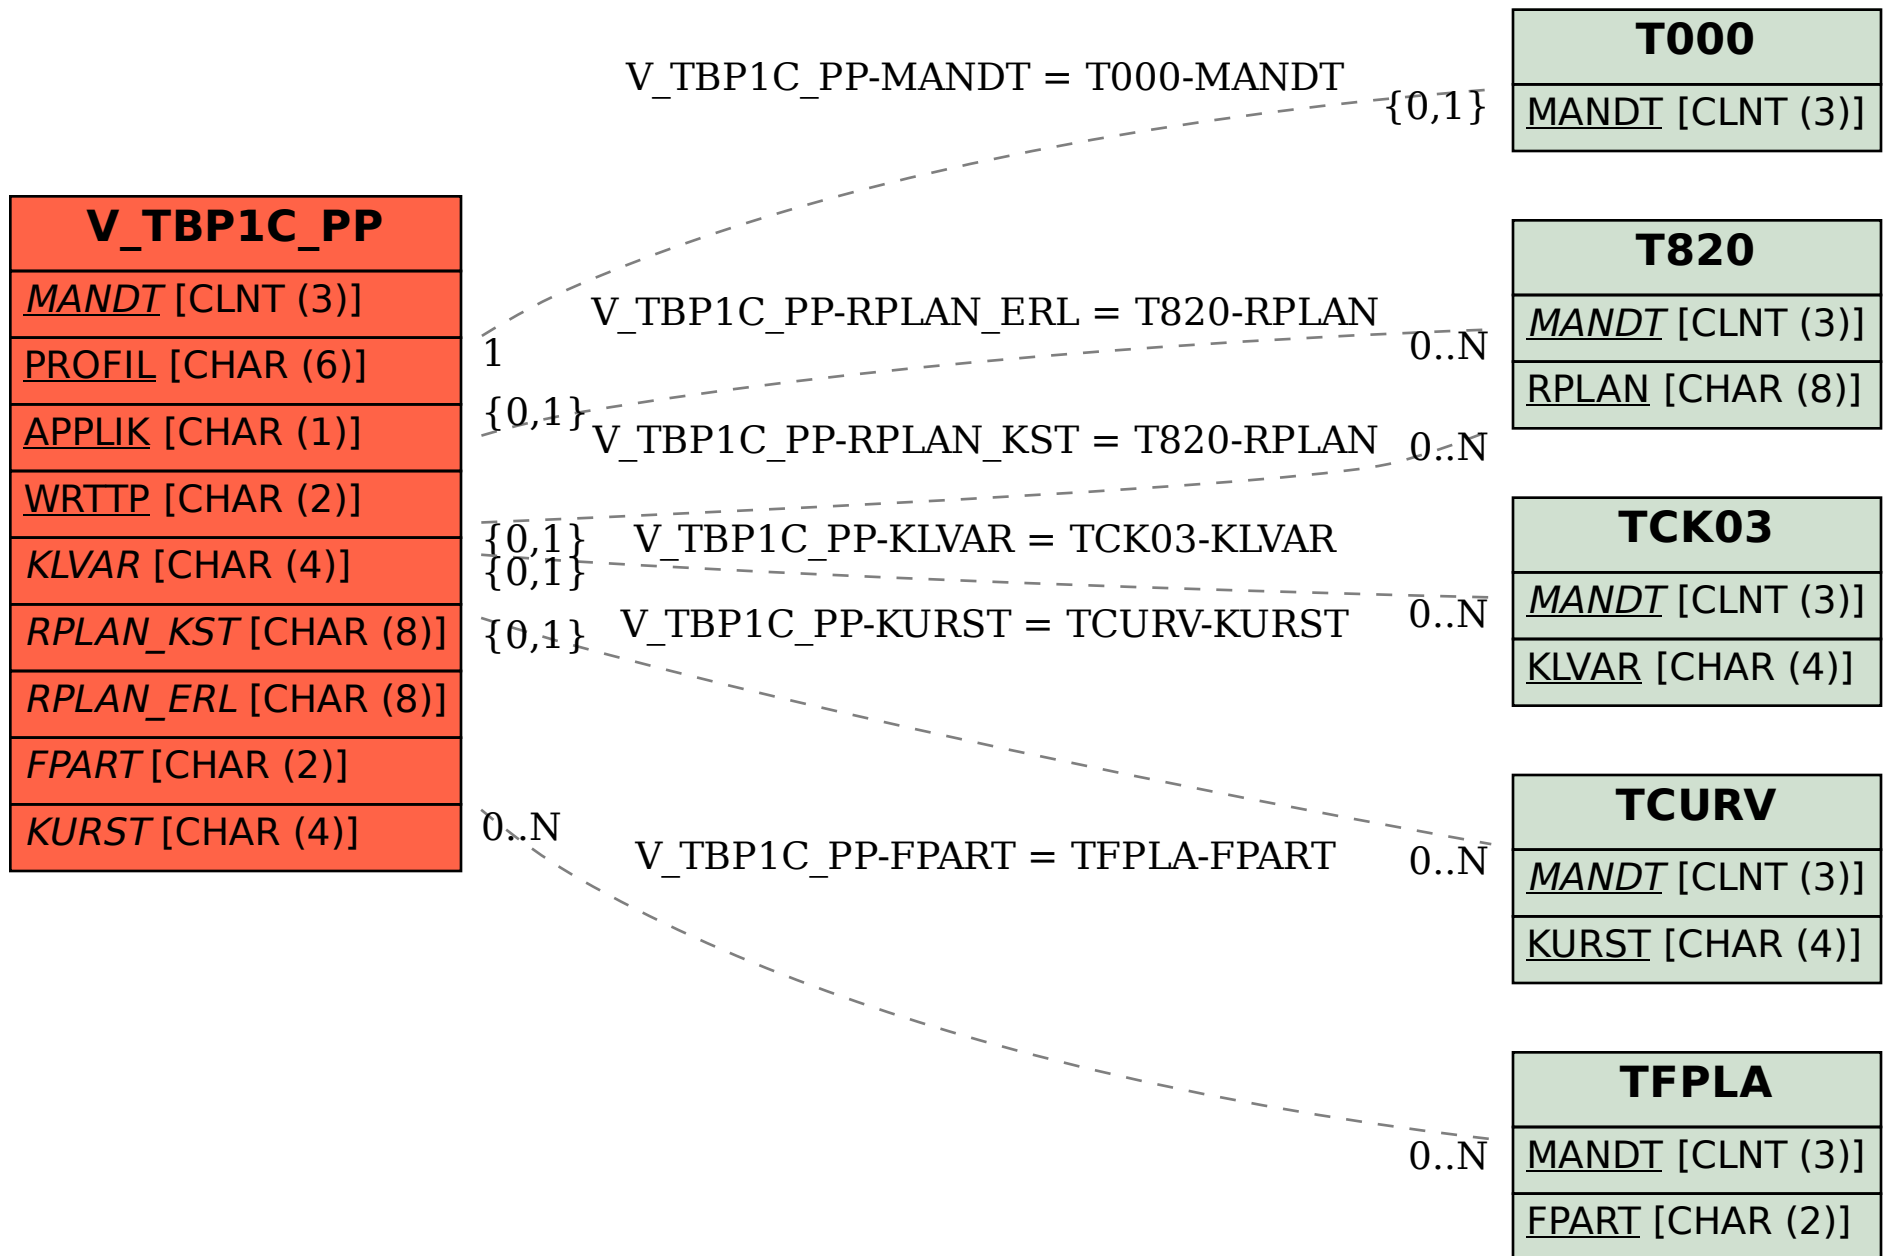 V_TBP1C_PP
MANDT [CLNT (3)]
PROFIL [CHAR (6)]
APPLIK [CHAR (1)]
WRTTP [CHAR (2)]
KLVAR [CHAR (4)]
RPLAN_KST [CHAR (8)]
RPLAN_ERL [CHAR (8)]
FPART [CHAR (2)]
KURST [CHAR (4)]
V_TBP1C_PP-MANDT = T000-MANDT
{0,1}
1
V_TBP1C_PP-RPLAN_ERL = T820-RPLAN
0..N
{0,1}
V_TBP1C_PP-RPLAN_KST = T820-RPLAN
0..N
{0,1}
V_TBP1C_PP-KLVAR = TCK03-KLVAR
{0,1}
0..N
V_TBP1C_PP-KURST = TCURV-KURST
{0,1}
0..N
V_TBP1C_PP-FPART = TFPLA-FPART
0..N
0..N
T000
MANDT [CLNT (3)]
T820
MANDT [CLNT (3)]
RPLAN [CHAR (8)]
TCK03
MANDT [CLNT (3)]
KLVAR [CHAR (4)]
TCURV
MANDT [CLNT (3)]
KURST [CHAR (4)]
TFPLA
MANDT [CLNT (3)]
FPART [CHAR (2)]